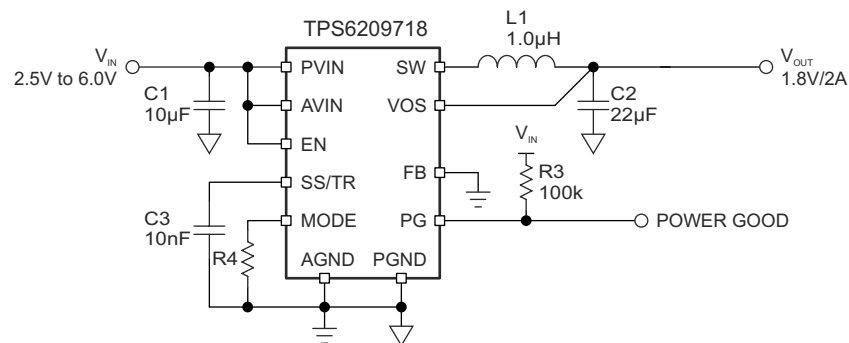 TPS6209718
V_IN
2.5V to 6.0V
C1
10µF
PVIN
AVIN
EN
SS/TR
MODE
AGND
PGND
SW
VOS
FB
PG
L1
1.0µH
V_OUT
1.8V/2A
C2
22µF
V_IN
R3
100k
POWER GOOD
C3
10nF
R4